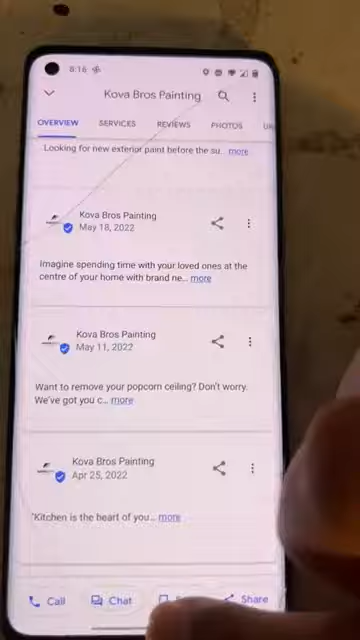 8:16
Kova Bros Painting
OVERVIEW SERVICES REVIEWS PHOTOS
Looking for new exterior paint before the su... more
Kova Bros Painting
May 18, 2022
Imagine spending time with your loved ones at the
centre of your home with brand ne... more
Kova Bros Painting
May 11, 2022
Want to remove your popcorn ceiling? Don't worry.
We've got you c... more
Kova Bros Painting
Apr 25, 2022
"Kitchen is the heart of you... more
Call Chat Share